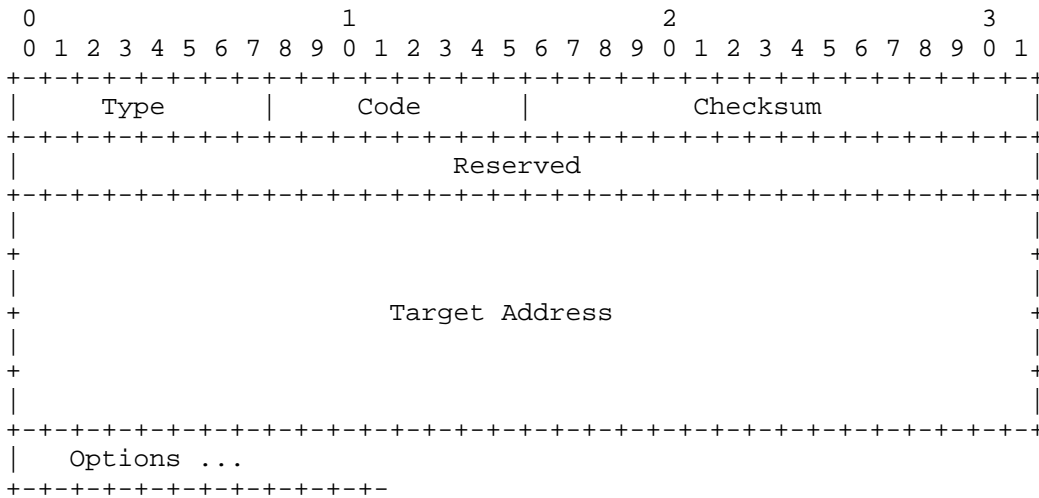 0                   1                   2                   3
 0 1 2 3 4 5 6 7 8 9 0 1 2 3 4 5 6 7 8 9 0 1 2 3 4 5 6 7 8 9 0 1
+-+-+-+-+-+-+-+-+-+-+-+-+-+-+-+-+-+-+-+-+-+-+-+-+-+-+-+-+-+-+-+-+
|     Type      |     Code      |          Checksum             |
+-+-+-+-+-+-+-+-+-+-+-+-+-+-+-+-+-+-+-+-+-+-+-+-+-+-+-+-+-+-+-+-+
|                           Reserved                            |
+-+-+-+-+-+-+-+-+-+-+-+-+-+-+-+-+-+-+-+-+-+-+-+-+-+-+-+-+-+-+-+-+
|                                                               |
+                                                               +
|                                                               |
+                       Target Address                          +
|                                                               |
+                                                               +
|                                                               |
+-+-+-+-+-+-+-+-+-+-+-+-+-+-+-+-+-+-+-+-+-+-+-+-+-+-+-+-+-+-+-+-+
|   Options ...
+-+-+-+-+-+-+-+-+-+-+-+-